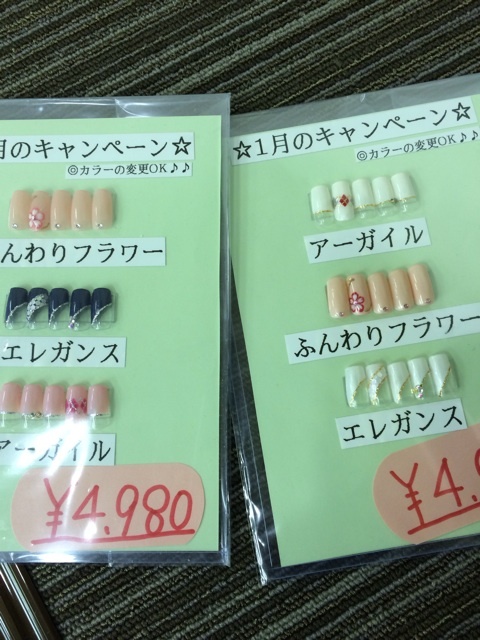 月のキャンペーン☆
◎カラーの変更OK♪♪
んわりフラワー
エレガンス
アーガイル
¥4,980
☆1月のキャンペーン☆
◎カラーの変更OK♪♪
アーガイル
ふんわりフラワー
エレガンス
¥4.